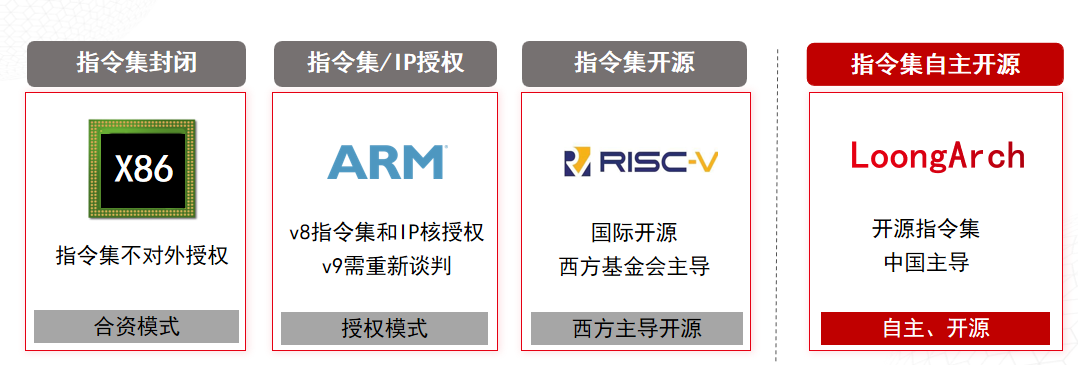 指令集封闭
指令集/IP授权
指令集开源
指令集自主开源
X86
指令集不对外授权
合资模式
ARM
v8指令集和IP核授权
v9需重新谈判
授权模式
RISC-V
国际开源
西方基金会主导
西方主导开源
LoongArch
开源指令集
中国主导
自主、开源